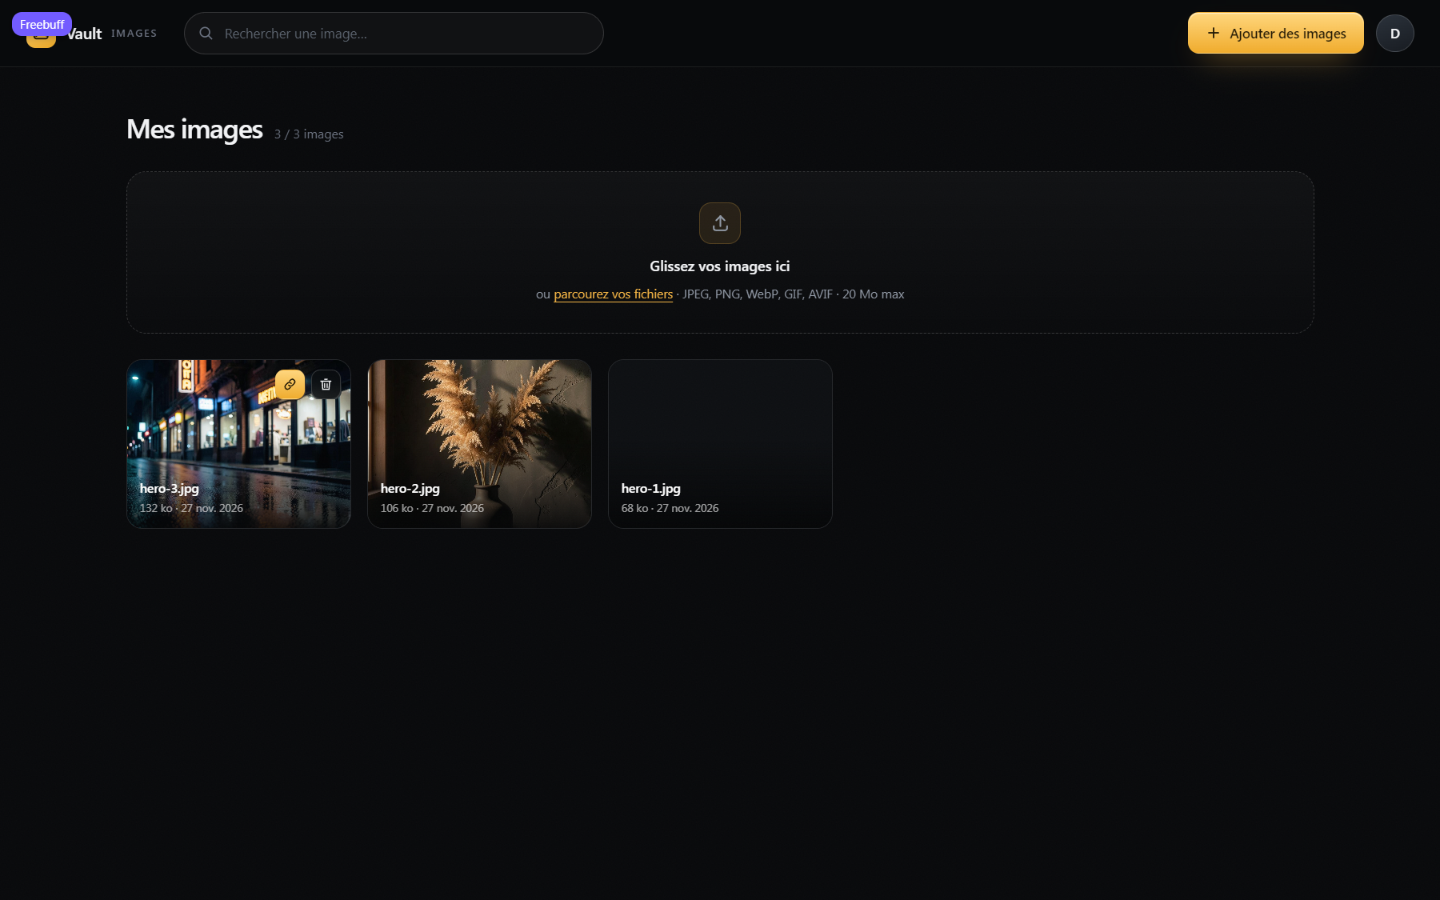 Freebuff
Vault IMAGES
Rechercher une image...
Ajouter des images
D
Mes images 3 / 3 images
Glissez vos images ici
ou parcourez vos fichiers · JPEG, PNG, WebP, GIF, AVIF · 20 Mo max
hero-3.jpg
132 ko · 27 nov. 2026
hero-2.jpg
106 ko · 27 nov. 2026
hero-1.jpg
68 ko · 27 nov. 2026